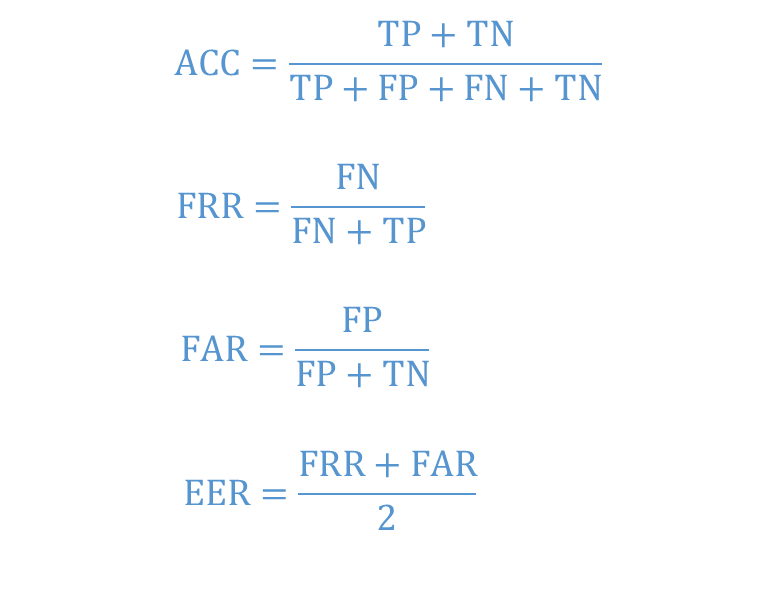 ACC = (TP + TN) / (TP + FP + FN + TN)
FRR = FN / (FN + TP)
FAR = FP / (FP + TN)
EER = (FRR + FAR) / 2